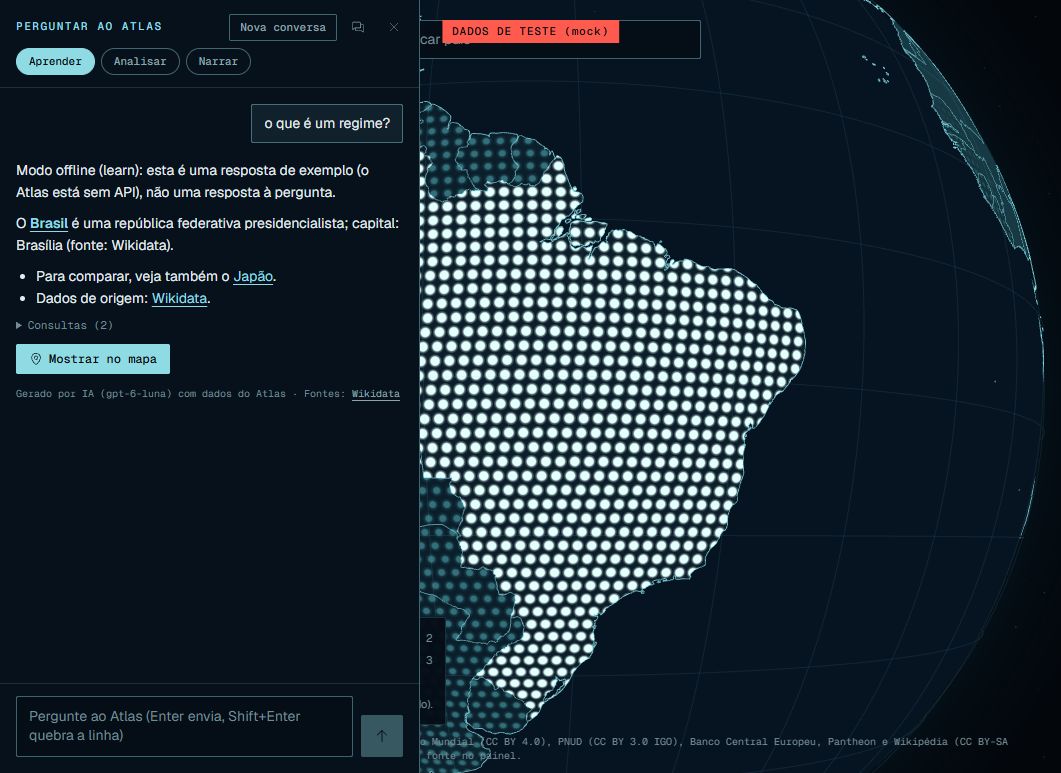 PERGUNTAR AO ATLAS
Nova conversa
Aprender
Analisar
Narrar
DADOS DE TESTE (mock)
o que é um regime?
Modo offline (learn): esta é uma resposta de exemplo (o
Atlas está sem API), não uma resposta à pergunta.
O Brasil é uma república federativa presidencialista; capital:
Brasília (fonte: Wikidata).
Para comparar, veja também o Japão.
Dados de origem: Wikidata.
Consultas (2)
Mostrar no mapa
Gerado por IA (gpt-6-luna) com dados do Atlas · Fontes: Wikidata
Pergunte ao Atlas (Enter envia, Shift+Enter
quebra a linha)
2
3
o Mundial (CC BY 4.0), PNUD (CC BY 3.0 IGO), Banco Central Europeu, Pantheon e Wikipédia (CC BY-SA
fonte no painel.